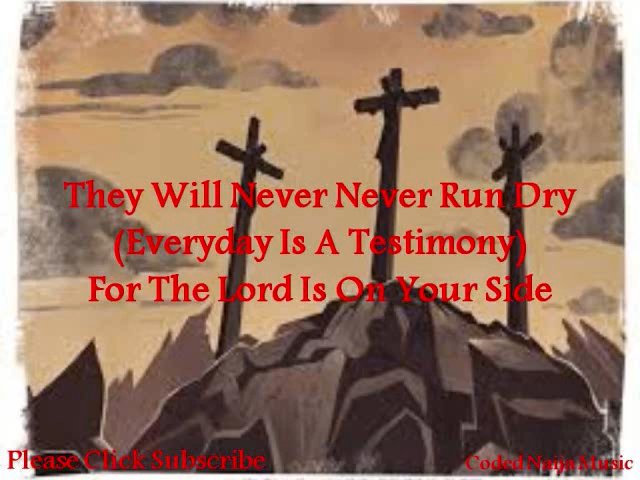 They Will Never Never Run Dry
(Everyday Is A Testimony)
For The Lord Is On Your Side
Please Click Subscribe
Coded Naija Music